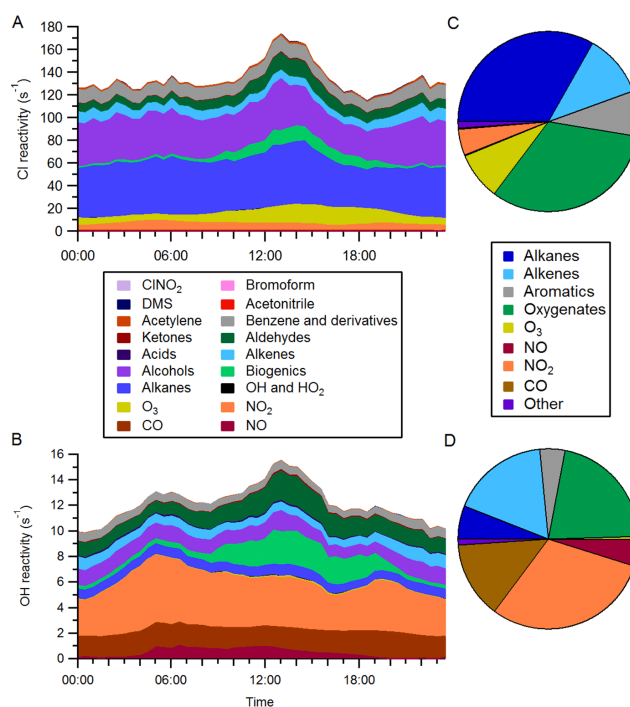 A
Cl reactivity (s⁻¹)
180
160
140
120
100
80
60
40
20
0
00:00 06:00 12:00 18:00
ClNO₂ Bromoform
DMS Acetonitrile
Acetylene Benzene and derivatives
Ketones Aldehydes
Acids Alkenes
Alcohols Biogenics
Alkanes OH and HO₂
O₃ NO₂
CO NO
B
OH reactivity (s⁻¹)
16
14
12
10
8
6
4
2
0
00:00 06:00 12:00 18:00
Time
C
Alkanes
Alkenes
Aromatics
Oxygenates
O₃
NO
NO₂
CO
Other
D